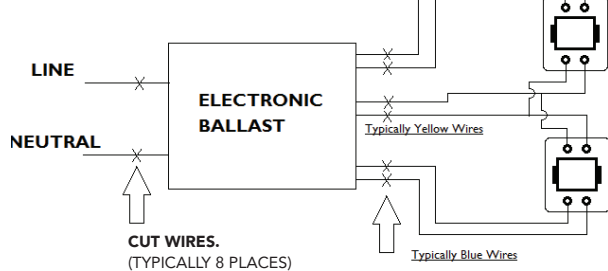 LINE
ELECTRONIC
BALLAST
NEUTRAL
Typically Yellow Wires
CUT WIRES.
(TYPICALLY 8 PLACES)
Typically Blue Wires